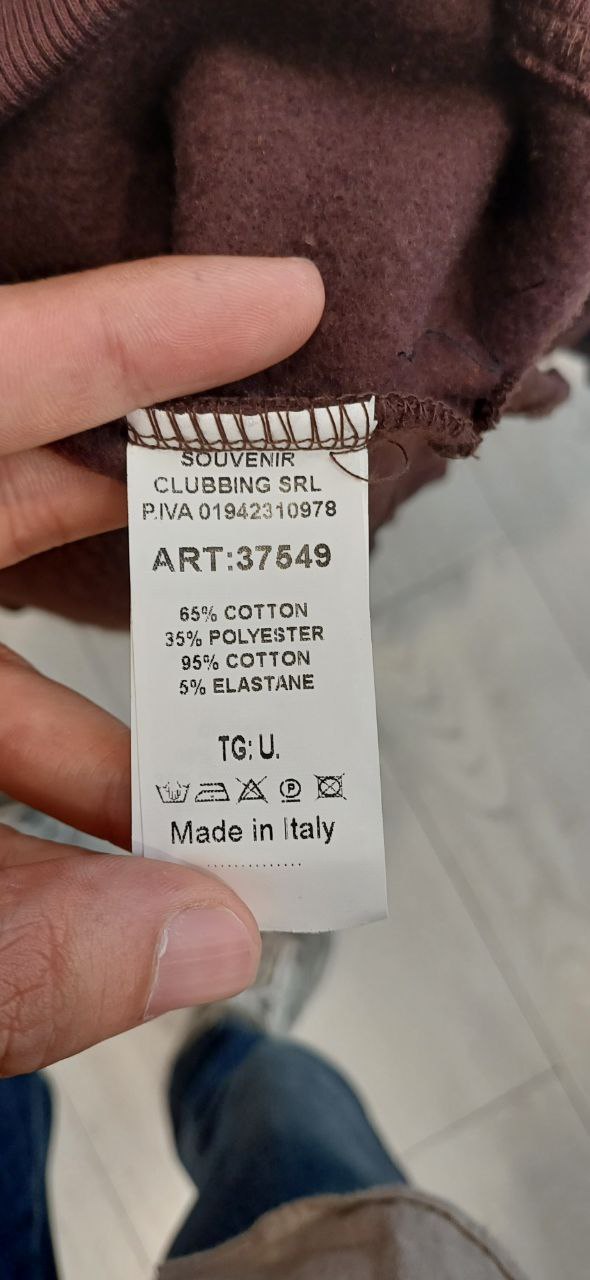 SOUVENIR
CLUBBING SRL
P.IVA 01942310978
ART:37549
65% COTTON
35% POLYESTER
95% COTTON
5% ELASTANE
TG: U.
P
Made in Italy